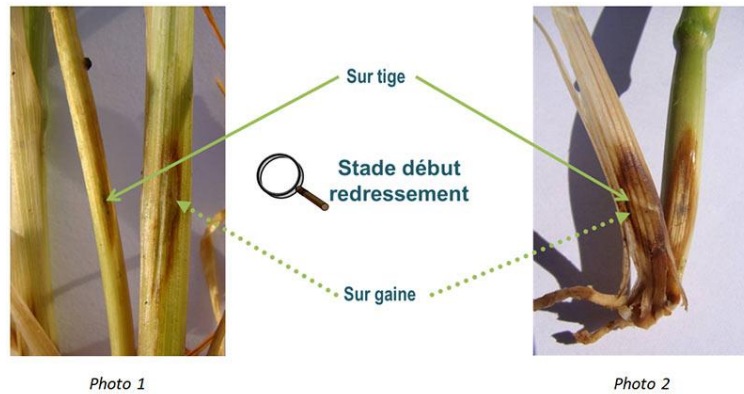 Sur tige
Stade début
redressement
Sur gaine
Photo 1
Photo 2